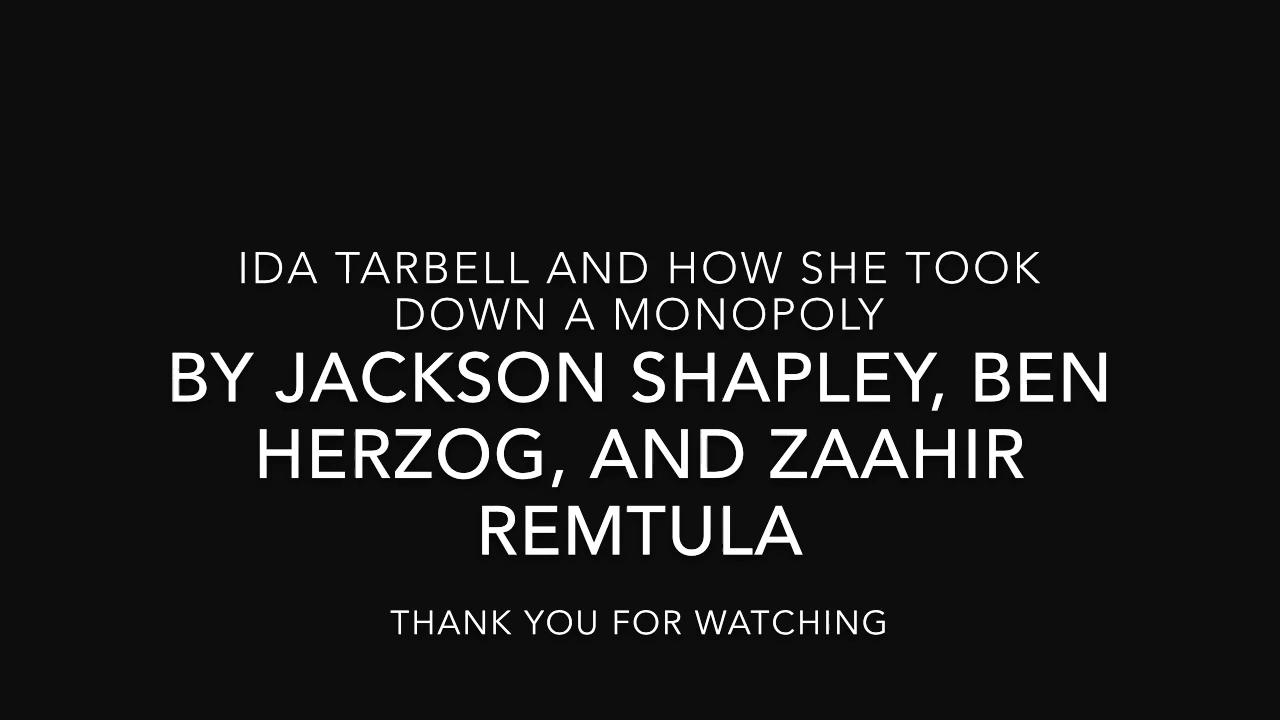 IDA TARBELL AND HOW SHE TOOK
DOWN A MONOPOLY
BY JACKSON SHAPLEY, BEN
HERZOG, AND ZAAHIR
REMTULA
THANK YOU FOR WATCHING